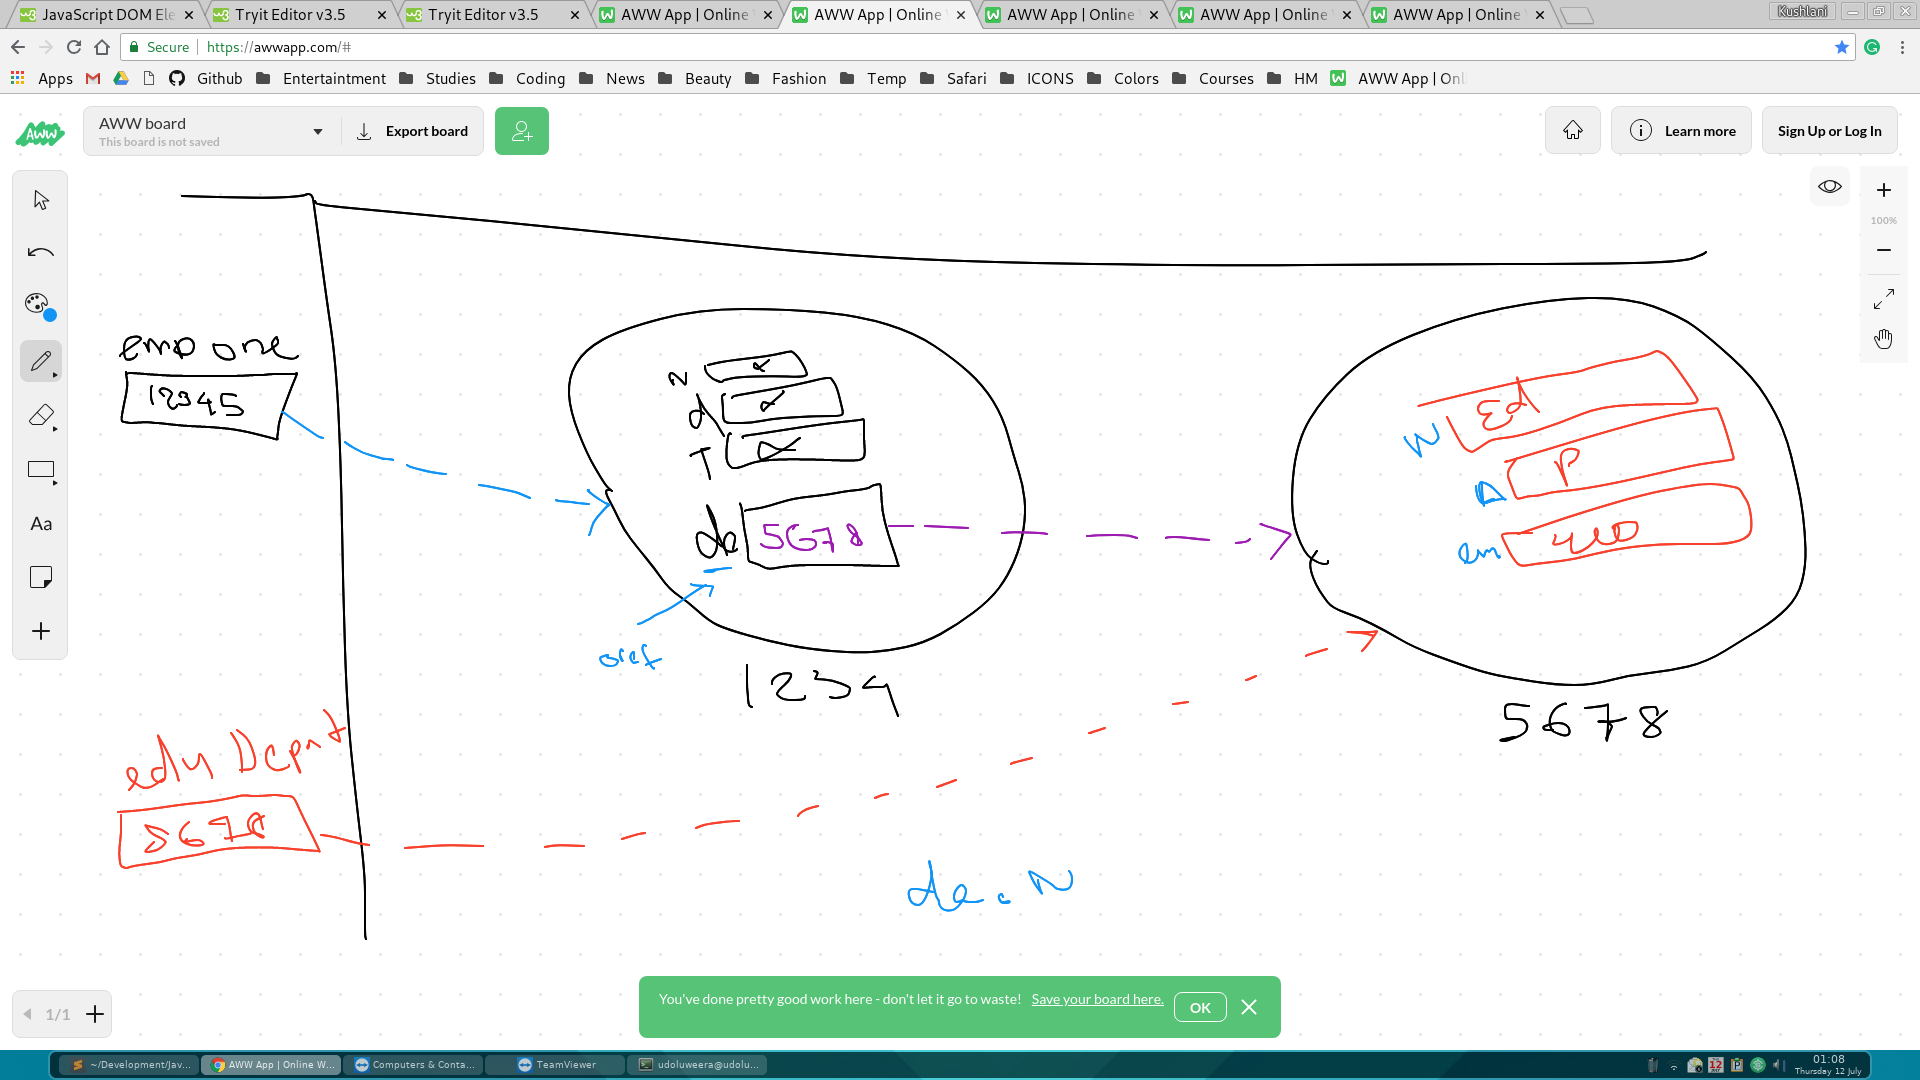 JavaScript DOM Ele
Tryit Editor v3.5
Tryit Editor v3.5
AWW App | Online
AWW App | Online
AWW App | Online
AWW App | Online
AWW App | Online
Kushlani
Secure https://awwapp.com/#
Apps Github Entertaintment Studies Coding News Beauty Fashion Temp Safari ICONS Colors Courses HM AWW App | Onl
AWW
AWW board
This board is not saved
Export board
Learn more
Sign Up or Log In
100%
Aa
emp one
12345
N
d
T
de 5678
oref
1234
W Ed
P
em 400
5678
edu Depnt
5678
de.N
You've done pretty good work here - don't let it go to waste! Save your board here. OK
1/1
~/Development/Jav...
AWW App | Online W...
Computers & Conta...
TeamViewer
udoluweera@udolu...
12
01:08
Thursday 12 July